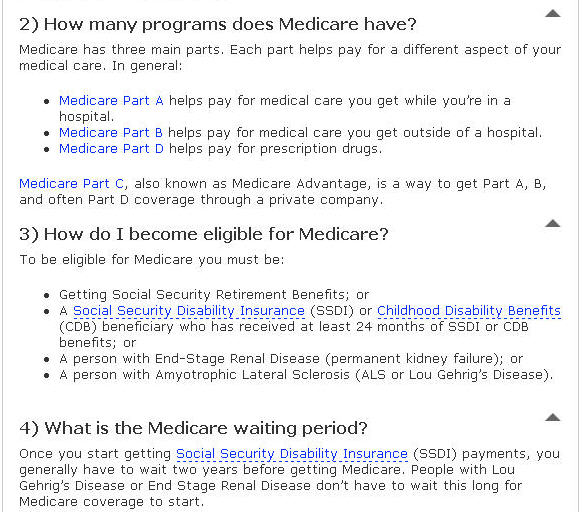 2) How many programs does Medicare have?
Medicare has three main parts. Each part helps pay for a different aspect of your
medical care. In general:
• Medicare Part A helps pay for medical care you get while you're in a
hospital.
• Medicare Part B helps pay for medical care you get outside of a hospital.
• Medicare Part D helps pay for prescription drugs.
Medicare Part C, also known as Medicare Advantage, is a way to get Part A, B,
and often Part D coverage through a private company.
3) How do I become eligible for Medicare?
To be eligible for Medicare you must be:
• Getting Social Security Retirement Benefits; or
• A Social Security Disability Insurance (SSDI) or Childhood Disability Benefits
(CDB) beneficiary who has received at least 24 months of SSDI or CDB
benefits; or
• A person with End-Stage Renal Disease (permanent kidney failure); or
• A person with Amyotrophic Lateral Sclerosis (ALS or Lou Gehrig's Disease).
4) What is the Medicare waiting period?
Once you start getting Social Security Disability Insurance (SSDI) payments, you
generally have to wait two years before getting Medicare. People with Lou
Gehrig's Disease or End Stage Renal Disease don't have to wait this long for
Medicare coverage to start.